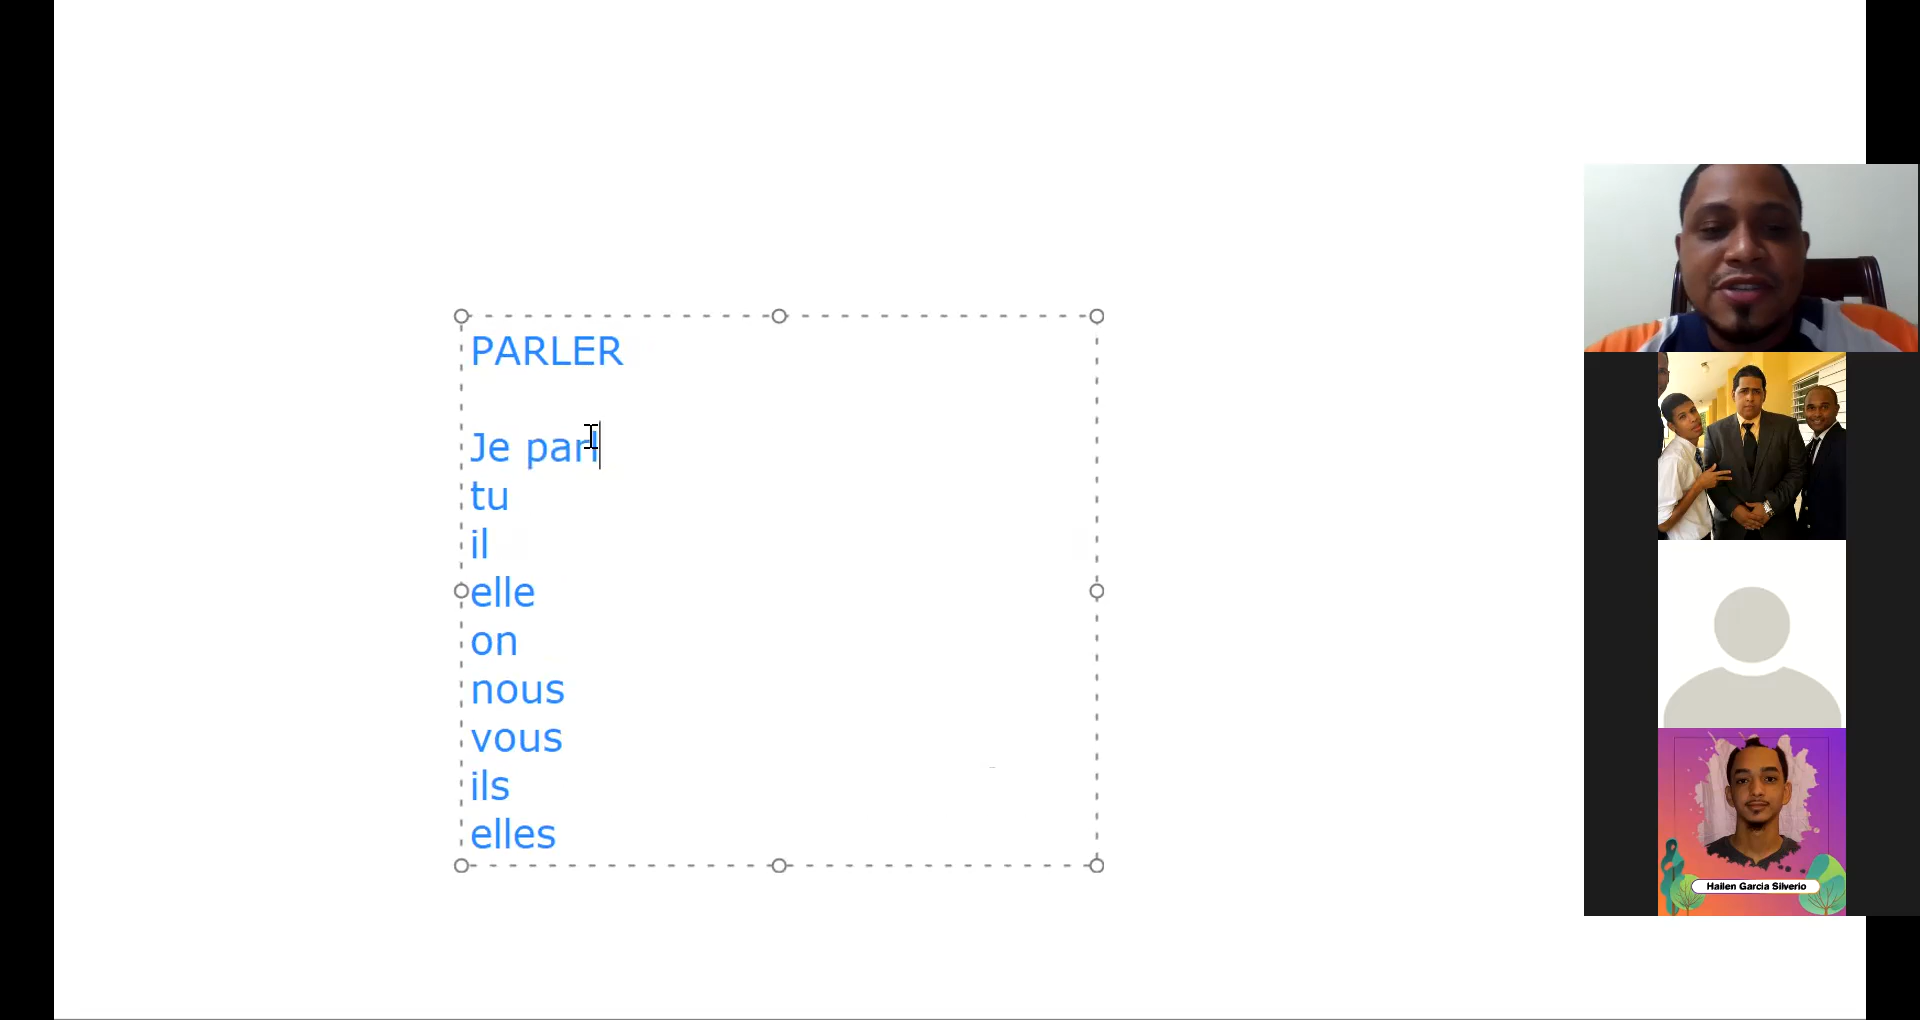 PARLER
Je parl
tu
il
elle
on
nous
vous
ils
elles
Hailen Garcia Silverio